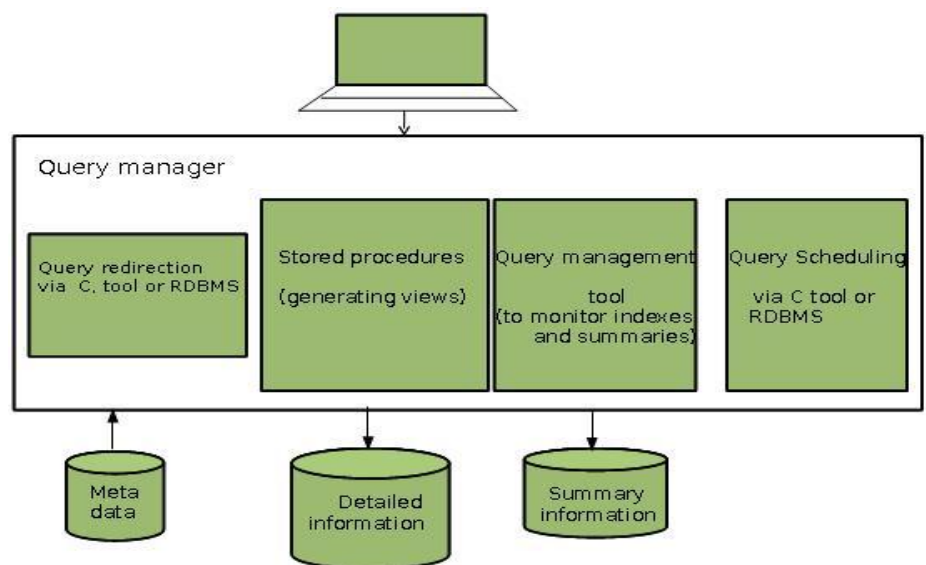 Query manager
Query redirection
via C, tool or RDBMS
Stored procedures
(generating views)
Query management
tool
(to monitor indexes
and summaries)
Query Scheduling
via C tool or
RDBMS
Meta
data
Detailed
information
Summary
information